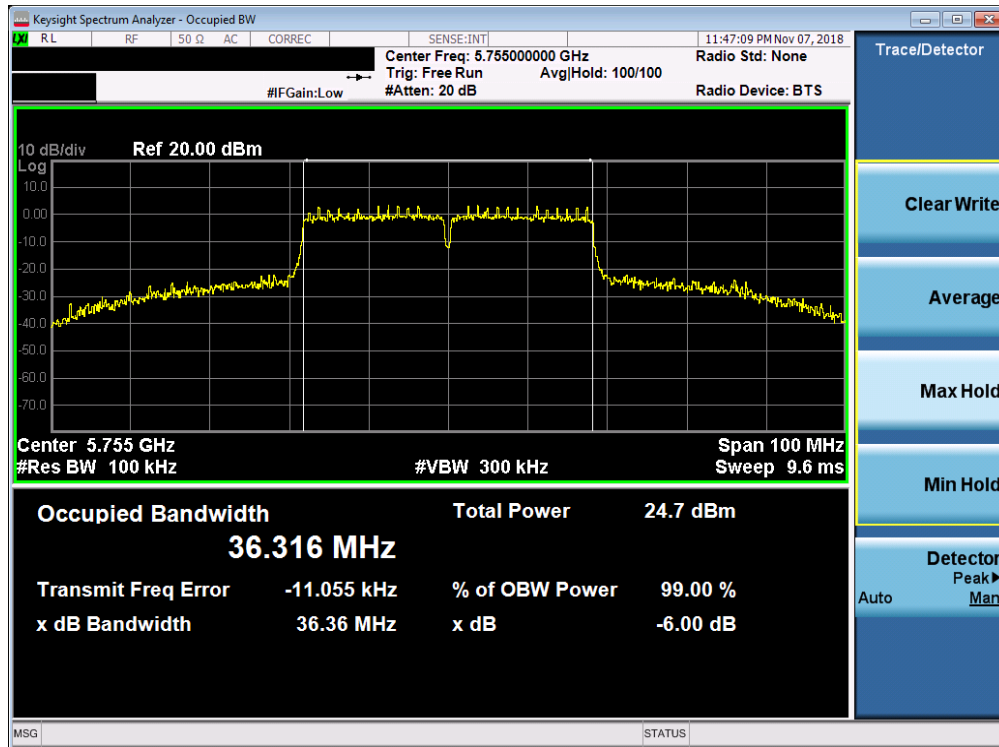 Keysight Spectrum Analyzer - Occupied BW
LXI RL RF 50 Ω AC CORREC SENSE:INT 11:47:09 PM Nov 07, 2018
Center Freq: 5.755000000 GHz Radio Std: None
Trig: Free Run Avg|Hold: 100/100
#IFGain:Low #Atten: 20 dB Radio Device: BTS
10 dB/div Ref 20.00 dBm
Log
10.0
0.00
-10.0
-20.0
-30.0
-40.0
-50.0
-60.0
-70.0
Center 5.755 GHz Span 100 MHz
#Res BW 100 kHz #VBW 300 kHz Sweep 9.6 ms
Occupied Bandwidth Total Power 24.7 dBm
36.316 MHz
Transmit Freq Error -11.055 kHz % of OBW Power 99.00 %
x dB Bandwidth 36.36 MHz x dB -6.00 dB
MSG STATUS
Trace/Detector
Clear Write
Average
Max Hold
Min Hold
Detector
Peak
Auto Man